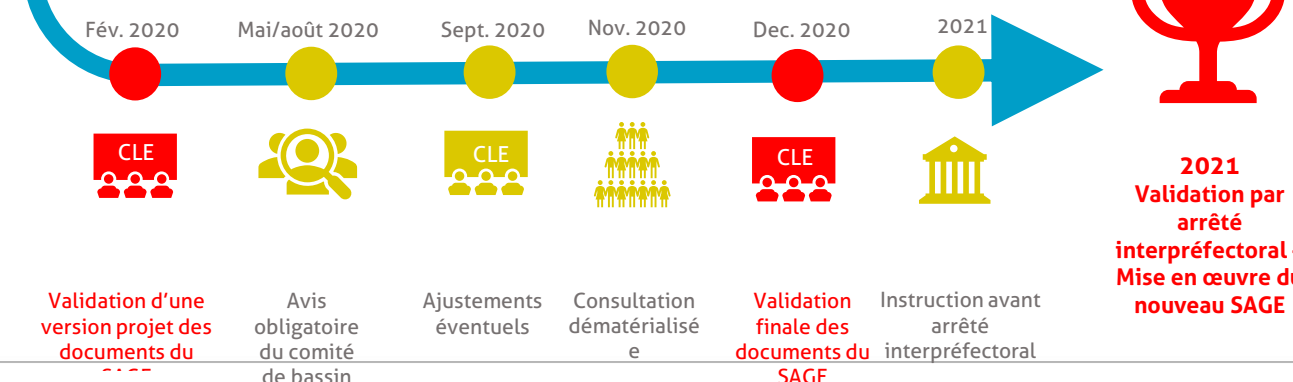 Fév. 2020
Mai/août 2020
Sept. 2020
Nov. 2020
Dec. 2020
2021
CLE
CLE
CLE
Validation d’une
version projet des
documents du
SAGE
Avis
obligatoire
du comité
de bassin
Ajustements
éventuels
Consultation
dématérialisé
e
Validation
finale des
documents du
SAGE
Instruction avant
arrêté
interpréfectoral
2021
Validation par
arrêté
interpréfectoral -
Mise en œuvre du
nouveau SAGE